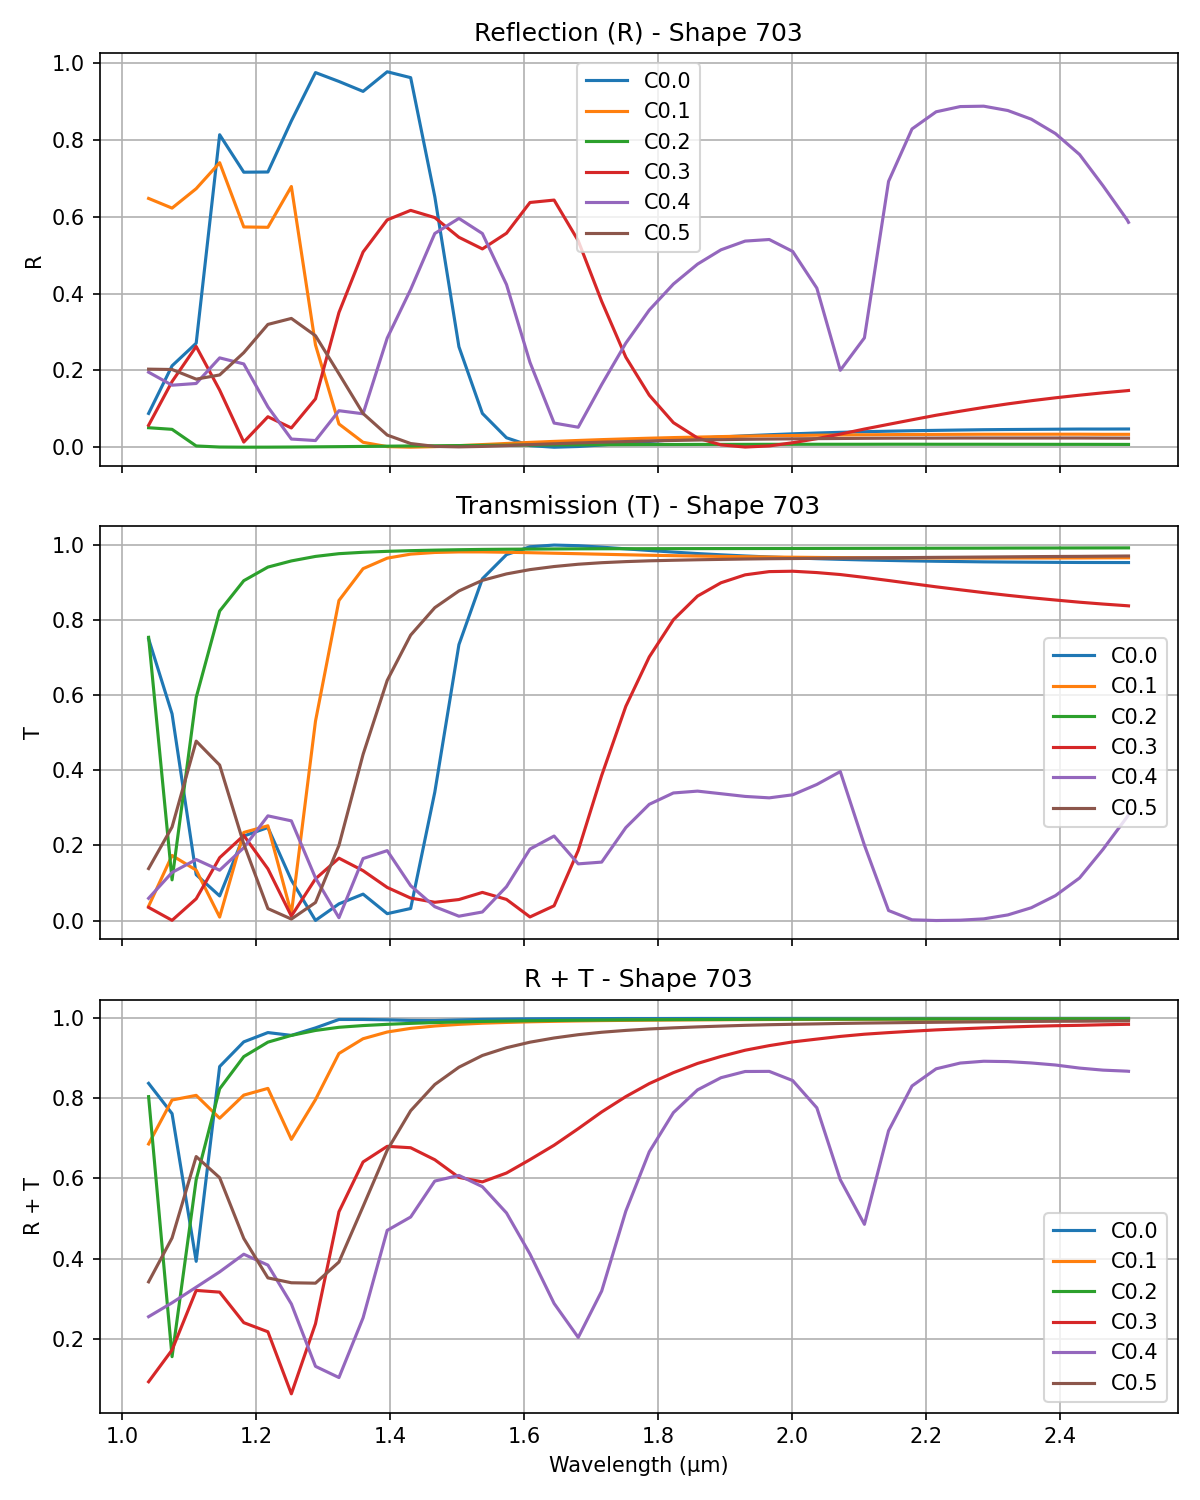 Reflection (R) - Shape 703
1.0
0.8
0.6
0.4
0.2
0.0
R
C0.0
C0.1
C0.2
C0.3
C0.4
C0.5
Transmission (T) - Shape 703
1.0
0.8
0.6
0.4
0.2
0.0
T
C0.0
C0.1
C0.2
C0.3
C0.4
C0.5
R + T - Shape 703
1.0
0.8
0.6
0.4
0.2
R + T
C0.0
C0.1
C0.2
C0.3
C0.4
C0.5
1.0 1.2 1.4 1.6 1.8 2.0 2.2 2.4
Wavelength (μm)